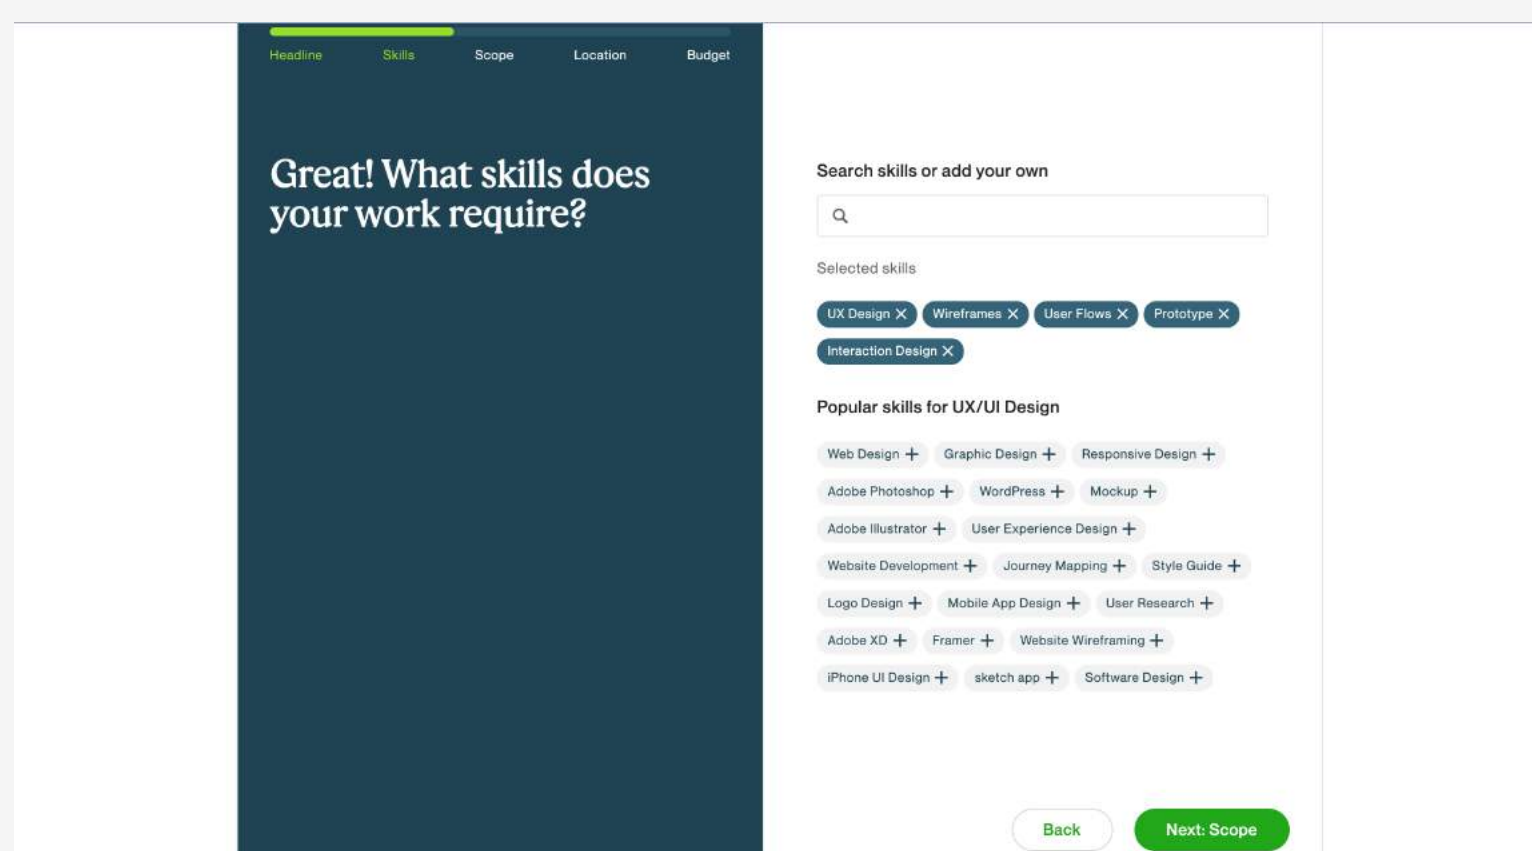 Headline Skills Scope Location Budget
Great! What skills does
your work require?
Search skills or add your own
Selected skills
UX Design Wireframes User Flows Prototype
Interaction Design
Popular skills for UX/UI Design
Web Design Graphic Design Responsive Design
Adobe Photoshop WordPress Mockup
Adobe Illustrator User Experience Design
Website Development Journey Mapping Style Guide
Logo Design Mobile App Design User Research
Adobe XD Framer Website Wireframing
iPhone UI Design sketch app Software Design
Back Next: Scope